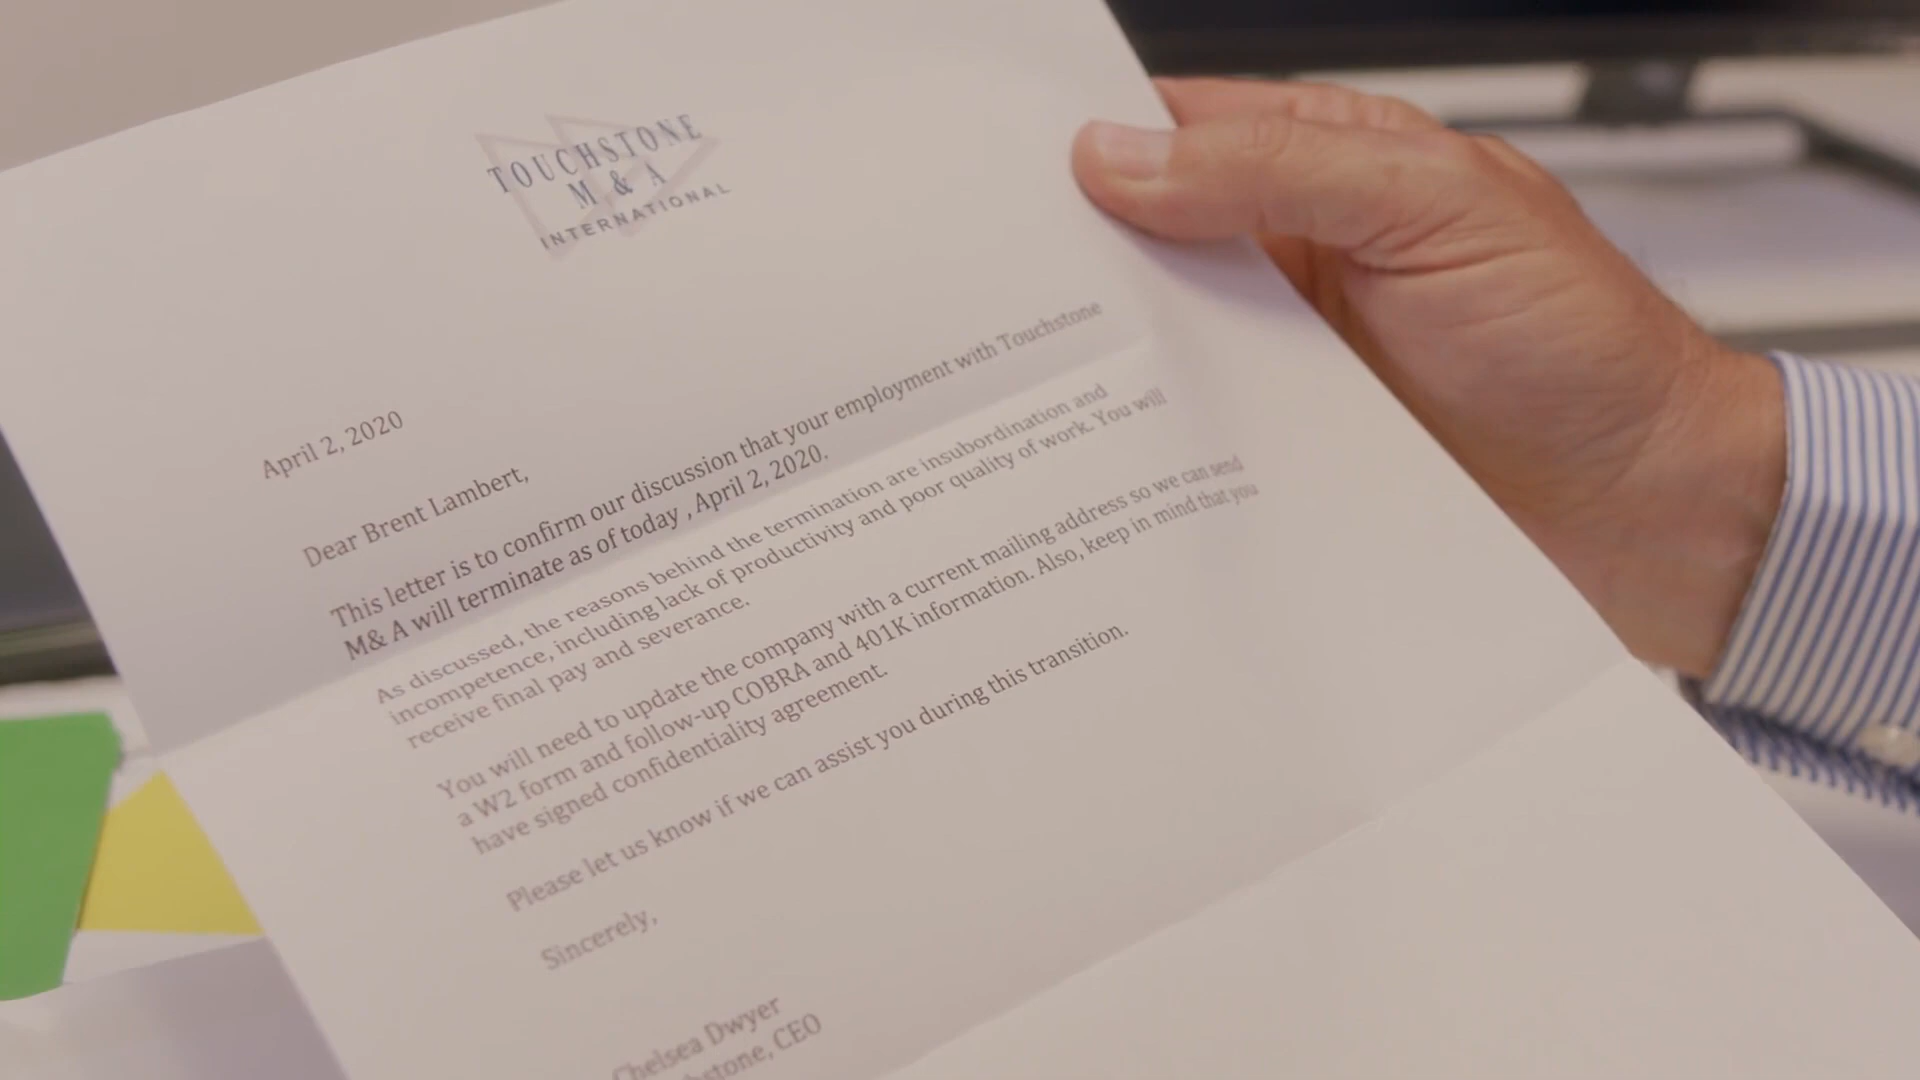 TOUCHSTONE
M & A
INTERNATIONAL
April 2, 2020
Dear Brent Lambert,
This letter is to confirm our discussion that your employment with Touchstone
M& A will terminate as of today , April 2, 2020.
As discussed, the reasons behind the termination are insubordination and
incompetence, including lack of productivity and poor quality of work. You will
receive final pay and severance.
You will need to update the company with a current mailing address so we can send
a W2 form and follow-up COBRA and 401K information. Also, keep in mind that you
have signed confidentiality agreement.
Please let us know if we can assist you during this transition.
Sincerely,
Chelsea Dwyer
hstone, CEO